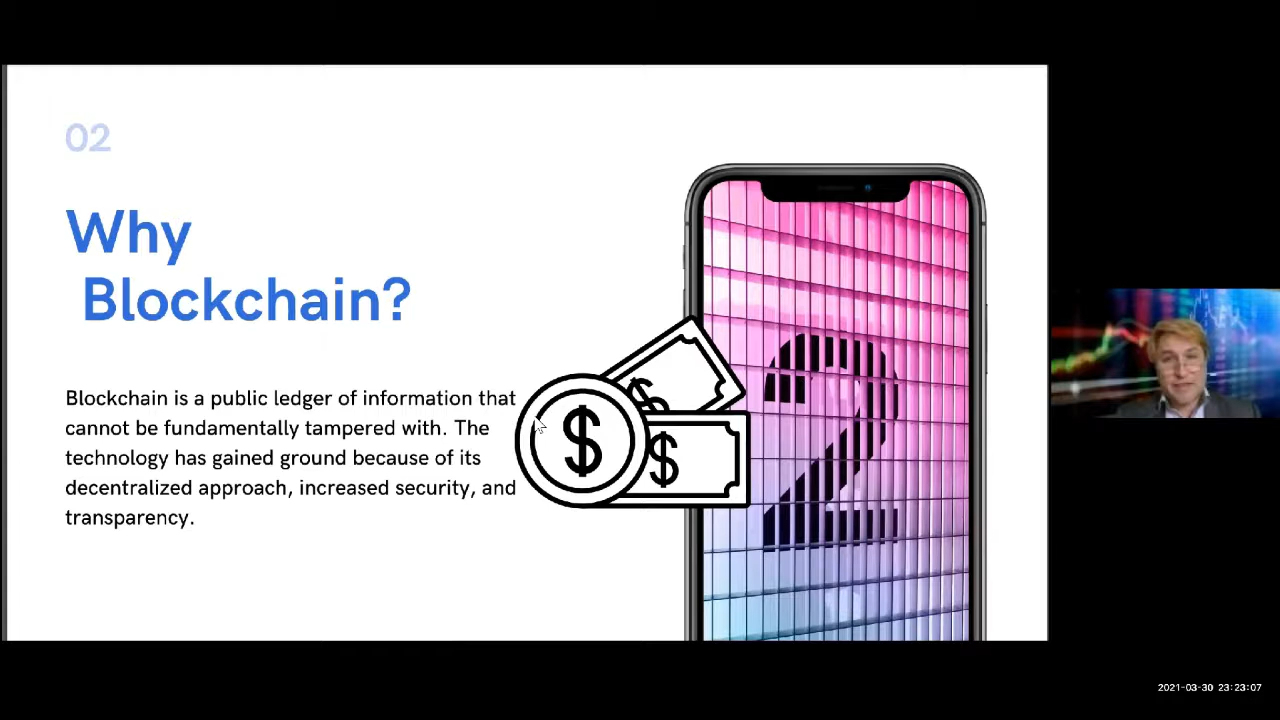 02
Why
Blockchain?
Blockchain is a public ledger of information that
cannot be fundamentally tampered with. The
technology has gained ground because of its
decentralized approach, increased security, and
transparency.
$
$
$
2
2021-03-30 23:23:07